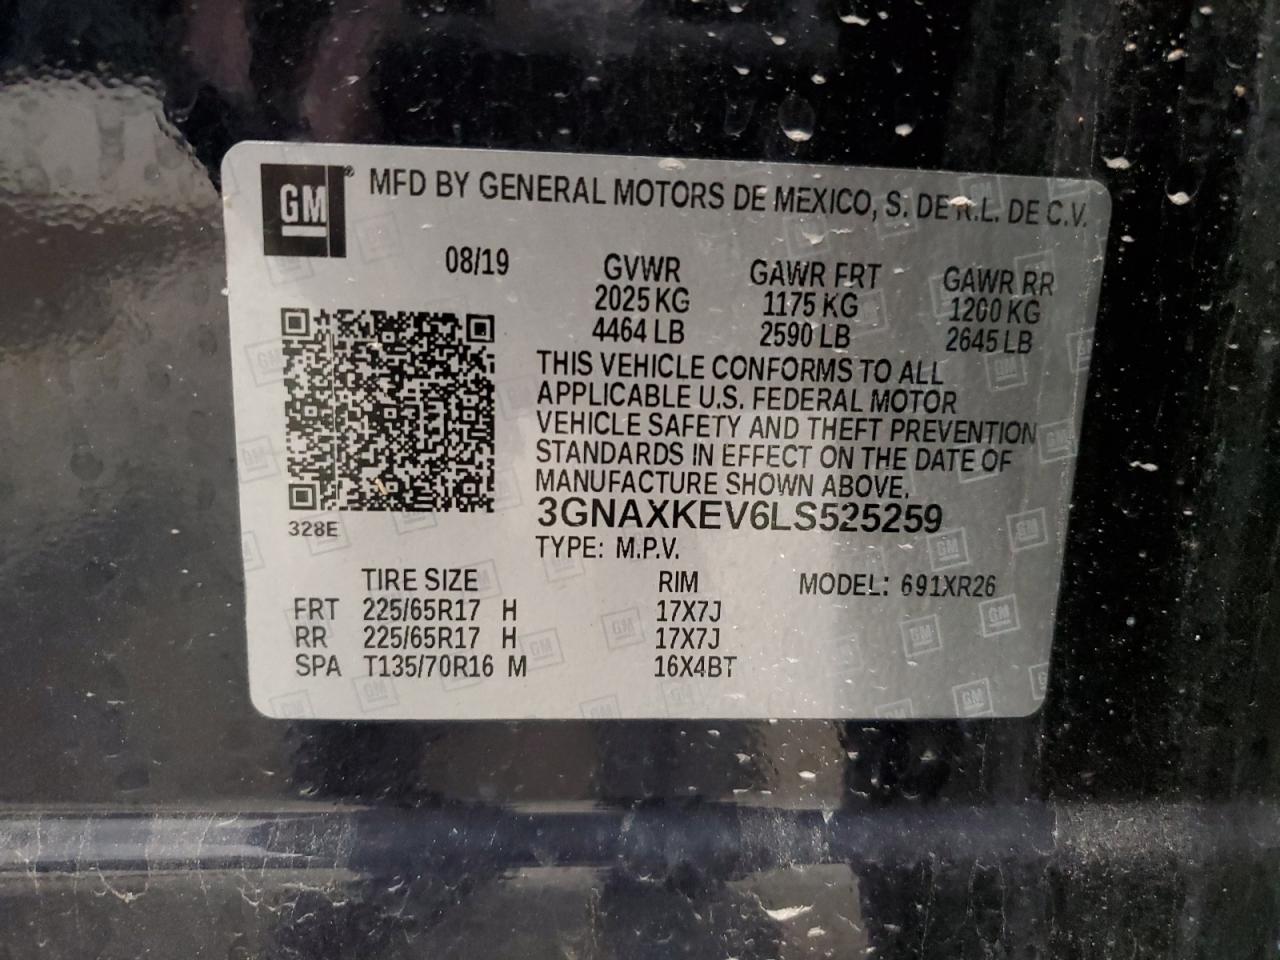 GM
MFD BY GENERAL MOTORS DE MEXICO, S. DE R.L. DE C.V.
08/19
GVWR GAWR FRT GAWR RR
2025 KG 1175 KG 1200 KG
4464 LB 2590 LB 2645 LB
THIS VEHICLE CONFORMS TO ALL
APPLICABLE U.S. FEDERAL MOTOR
VEHICLE SAFETY AND THEFT PREVENTION
STANDARDS IN EFFECT ON THE DATE OF
MANUFACTURE SHOWN ABOVE.
3GNAXKEV6LS525259
328E
TYPE: M.P.V.
TIRE SIZE RIM MODEL: 691XR26
FRT 225/65R17 H 17X7J
RR 225/65R17 H 17X7J
SPA T135/70R16 M 16X4BT